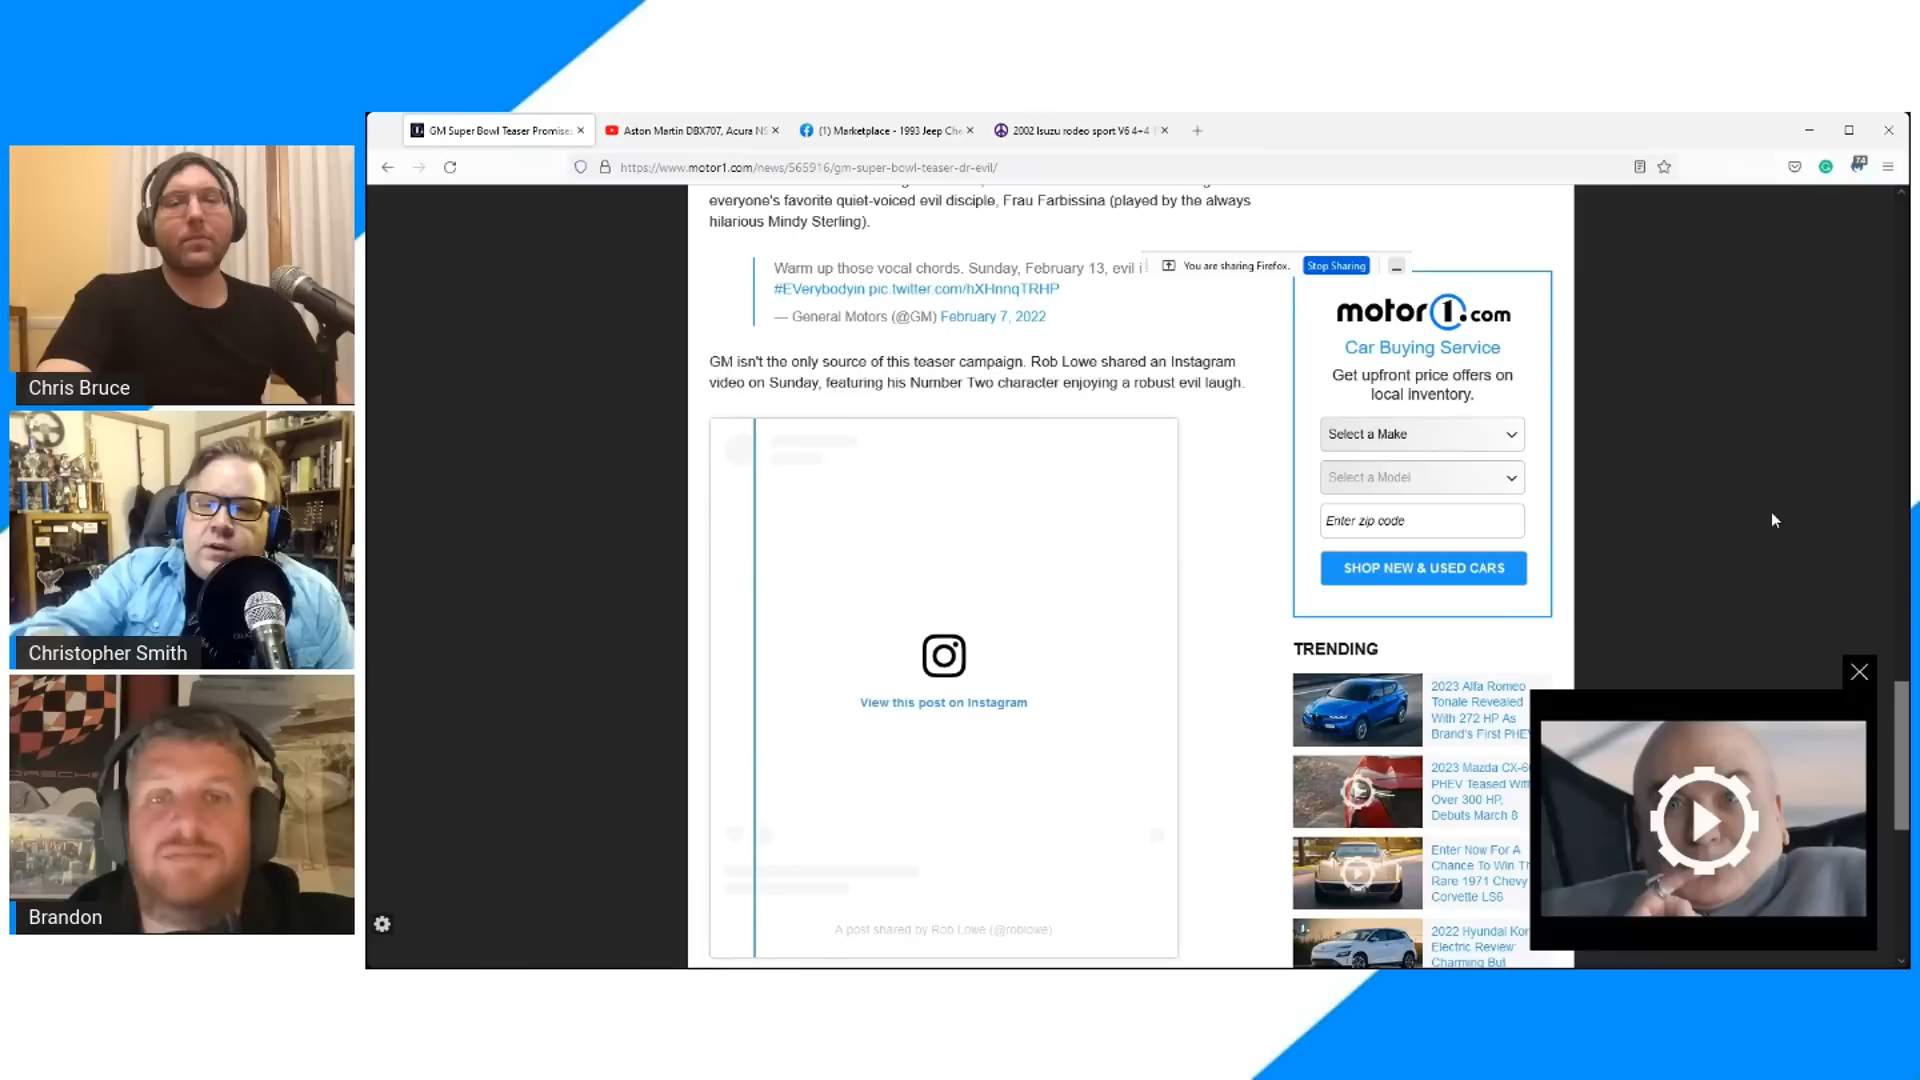 GM Super Bowl Teaser Promise
Aston Martin DBX707, Acura NS
(1) Marketplace - 1993 Jeep Che
2002 Isuzu rodeo sport V6 4+4
https://www.motor1.com/news/565916/gm-super-bowl-teaser-dr-evil/
74
everyone's favorite quiet-voiced evil disciple, Frau Farbissina (played by the always
hilarious Mindy Sterling).
Warm up those vocal chords. Sunday, February 13, evil i
#EVerybodyin pic.twitter.com/hXHnnqTRHP
— General Motors (@GM) February 7, 2022
You are sharing Firefox.
Stop Sharing
GM isn't the only source of this teaser campaign. Rob Lowe shared an Instagram
video on Sunday, featuring his Number Two character enjoying a robust evil laugh.
View this post on Instagram
A post shared by Rob Lowe (@roblowe)
motor1.com
Car Buying Service
Get upfront price offers on
local inventory.
Select a Make
Select a Model
Enter zip code
SHOP NEW & USED CARS
TRENDING
2023 Alfa Romeo
Tonale Revealed
With 272 HP As
Brand's First PHE
2023 Mazda CX-6
PHEV Teased With
Over 300 HP,
Debuts March 8
Enter Now For A
Chance To Win Th
Rare 1971 Chevy
Corvette LS6
2022 Hyundai Kon
Electric Review:
Charming But
Chris Bruce
Christopher Smith
PORSCHE
Brandon